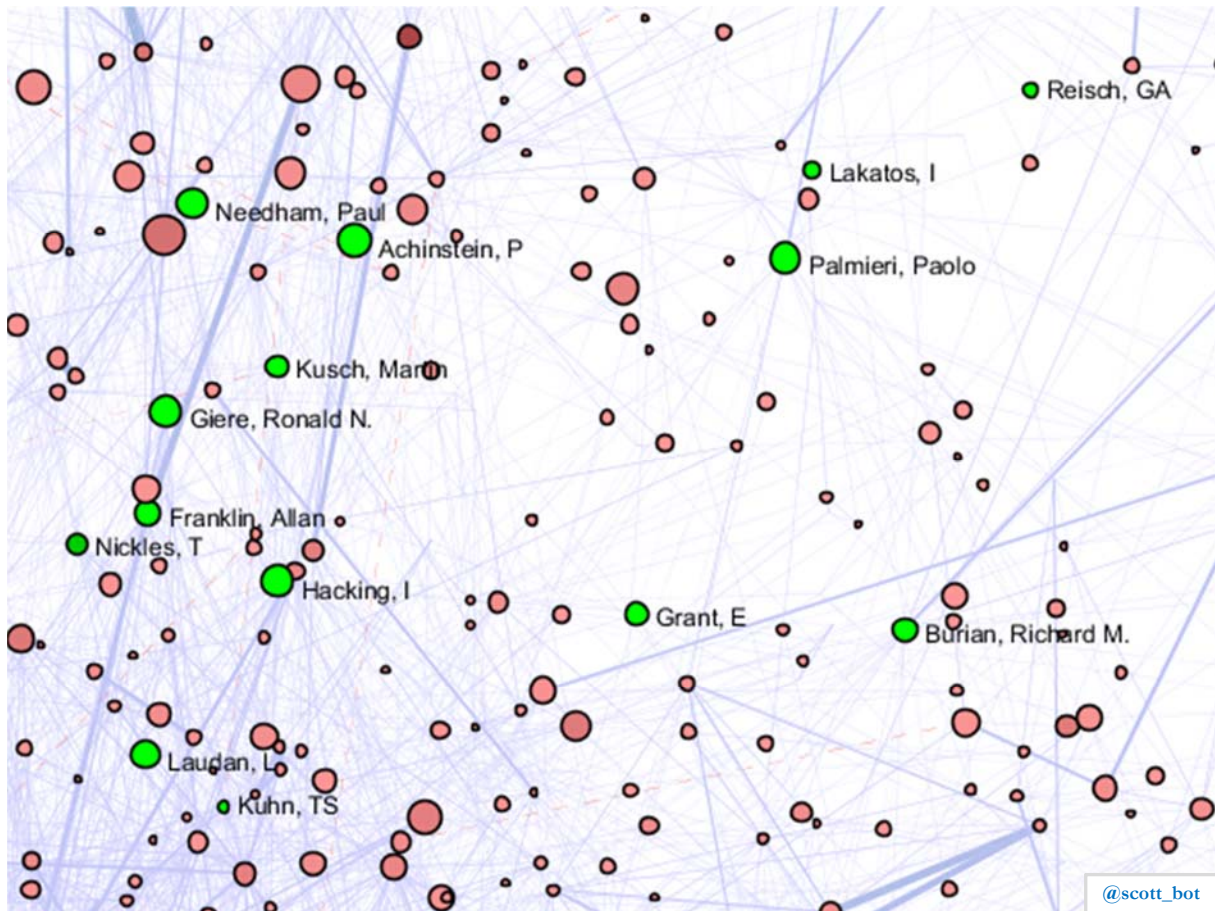 Reisch, GA
Lakatos, I
Needham, Paul
Achinstein, P
Palmieri, Paolo
Kusch, Martin
Giere, Ronald N.
Franklin, Allan
Nickles, T
Hacking, I
Grant, E
Burian, Richard M.
Laudan, L
Kuhn, TS
@scott_bot